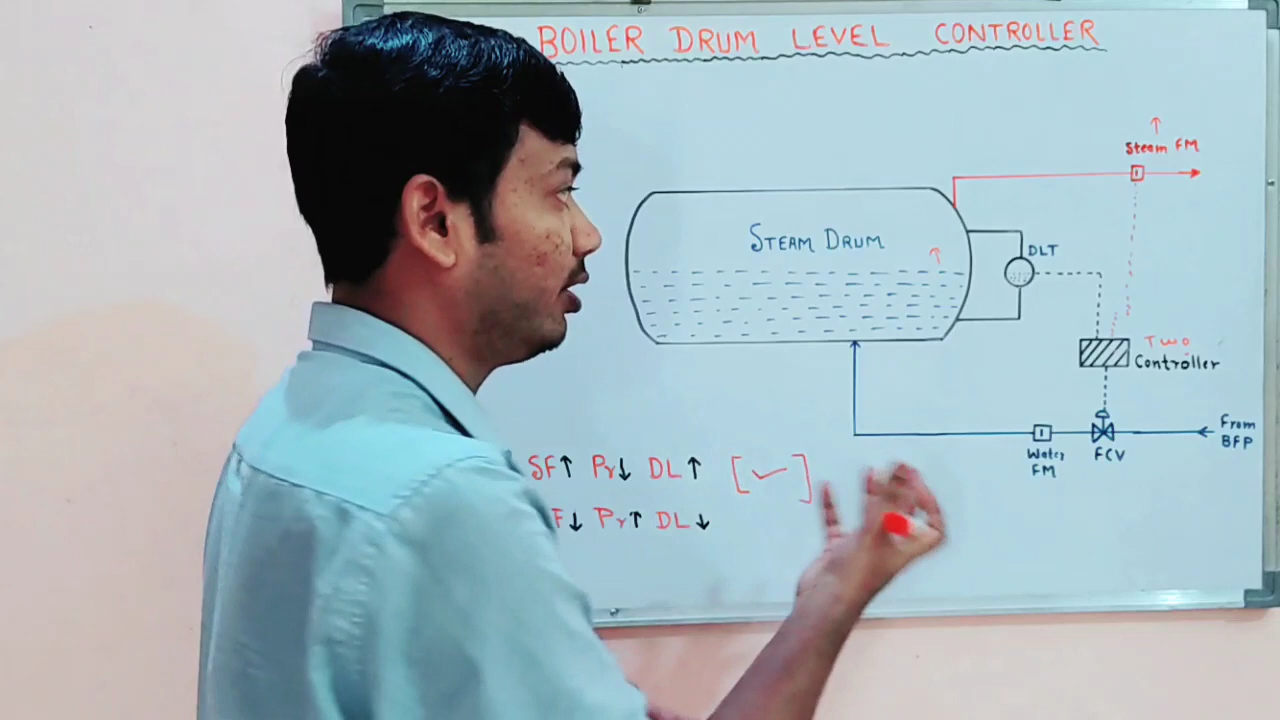 BOILER DRUM LEVEL CONTROLLER
↑
Steam FM
STEAM DRUM ↑
DLT
Two
Controller
From
BFP
Water
FM
FCV
SF↑ Pr↓ DL↑ [✓]
F↓ Pr↑ DL↓